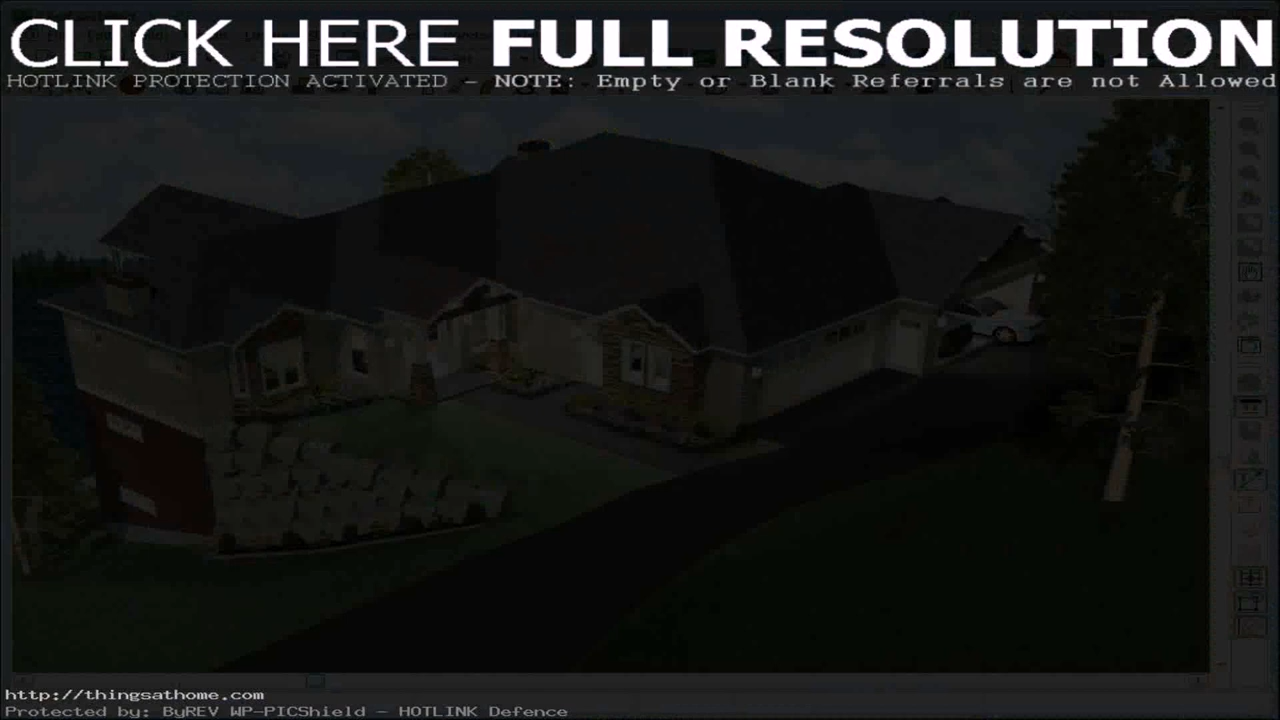 CLICK HERE FULL RESOLUTION
HOTLINK PROTECTION ACTIVATED – NOTE: Empty or Blank Referrals are not Allowed
http://thingsathome.com
Protected by: ByREV WP-PICShield – HOTLINK Defence